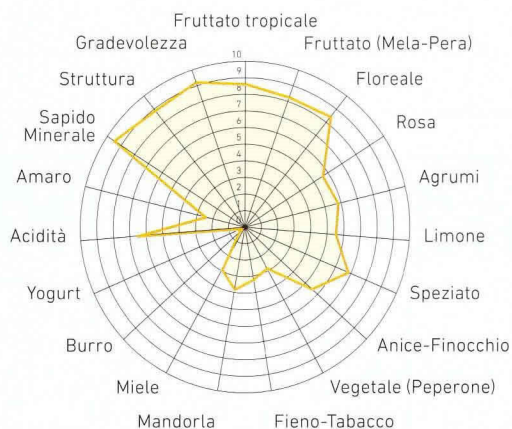 Fruttato tropicale
Fruttato (Mela-Pera)
Floreale
Rosa
Agrumi
Limone
Speziato
Anice-Finocchio
Vegetale (Peperone)
Fieno-Tabacco
Mandorla
Miele
Burro
Yogurt
Acidità
Amaro
Sapido
Minerale
Struttura
Gradevolezza
10
9
8
7
6
5
4
3
2
1
0